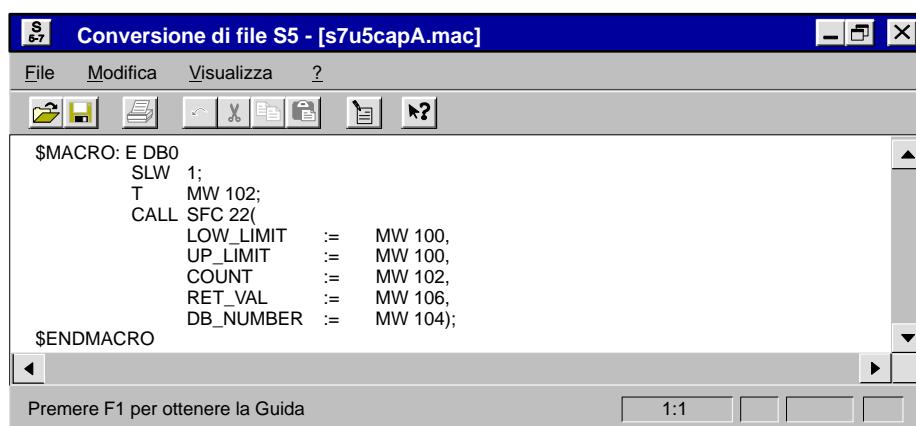 S
5-7
Conversione di file S5 - [s7u5capA.mac]
File Modifica Visualizza ?
?
$MACRO: E DB0
SLW 1;
T MW 102;
CALL SFC 22(
LOW_LIMIT := MW 100,
UP_LIMIT := MW 100,
COUNT := MW 102,
RET_VAL := MW 106,
DB_NUMBER := MW 104);
$ENDMACRO
Premere F1 per ottenere la Guida 1:1